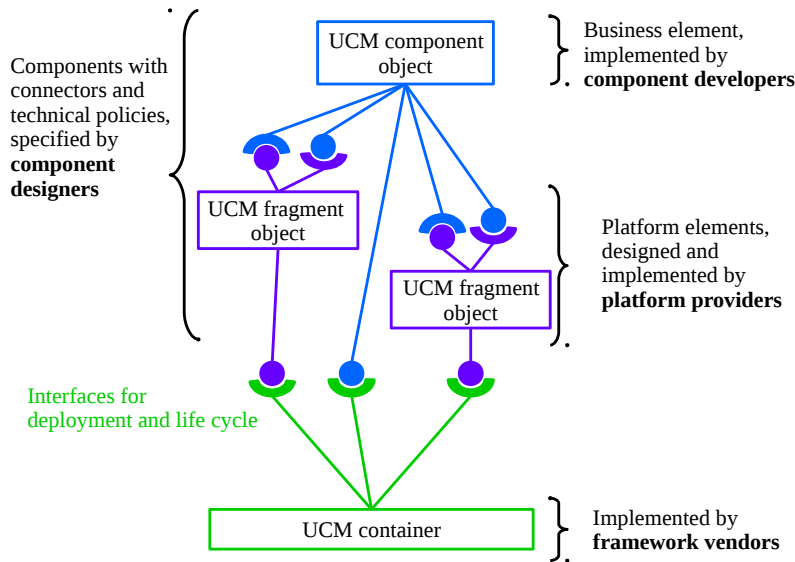 UCM component
object
Business element,
implemented by
component developers
Components with
connectors and
technical policies,
specified by
component
designers
UCM fragment
object
Platform elements,
designed and
implemented by
platform providers
UCM fragment
object
Interfaces for
deployment and life cycle
UCM container
Implemented by
framework vendors